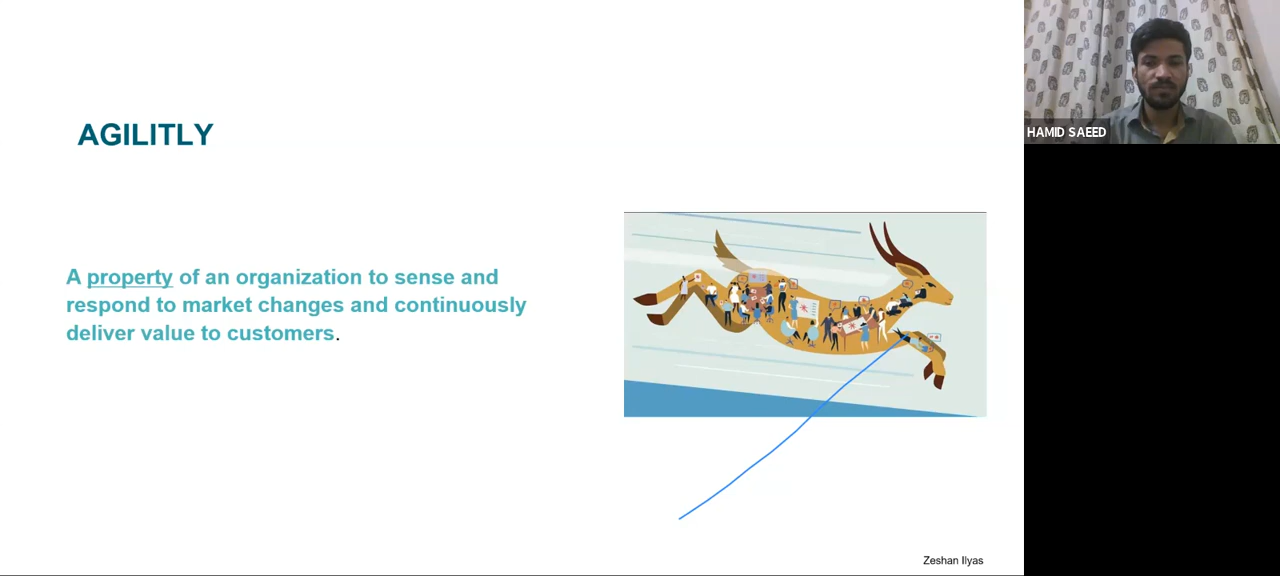 AGILITLY
A property of an organization to sense and
respond to market changes and continuously
deliver value to customers.
Zeshan Ilyas
HAMID SAEED